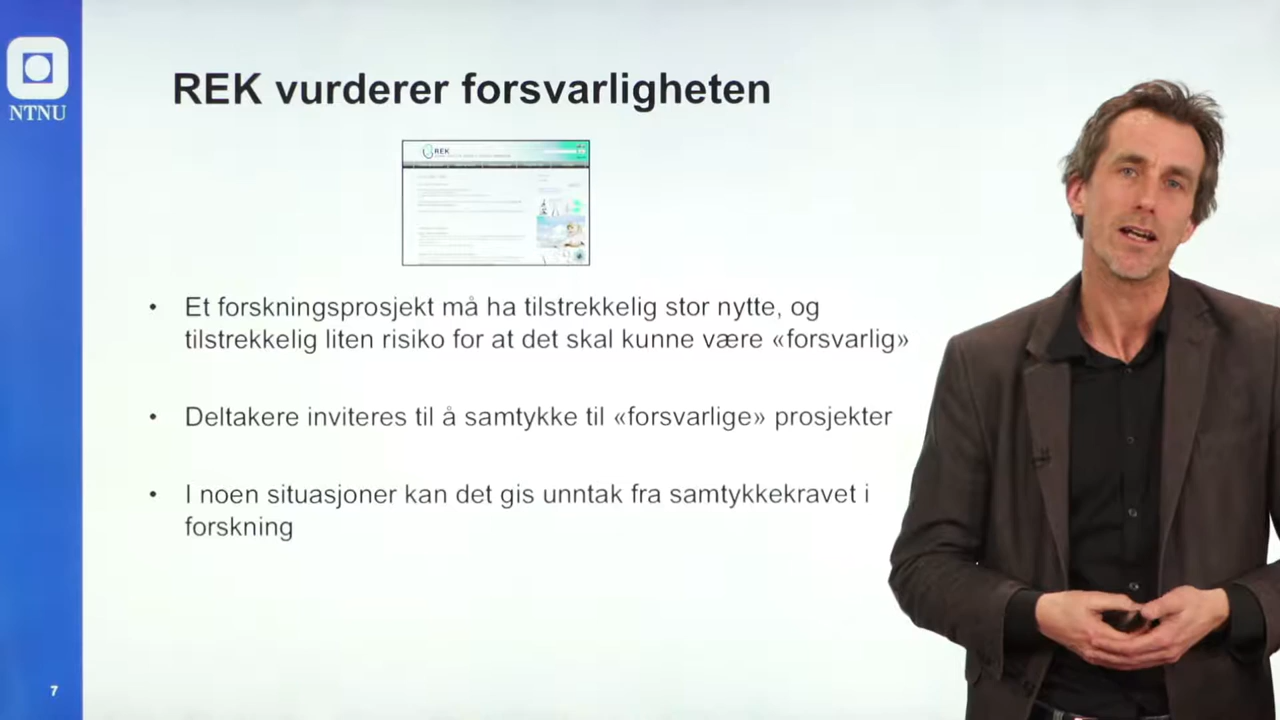 NTNU
REK vurderer forsvarligheten
REK
Et forskningsprosjekt må ha tilstrekkelig stor nytte, og
tilstrekkelig liten risiko for at det skal kunne være «forsvarlig»
Deltakere inviteres til å samtykke til «forsvarlige» prosjekter
I noen situasjoner kan det gis unntak fra samtykkekravet i
forskning
7